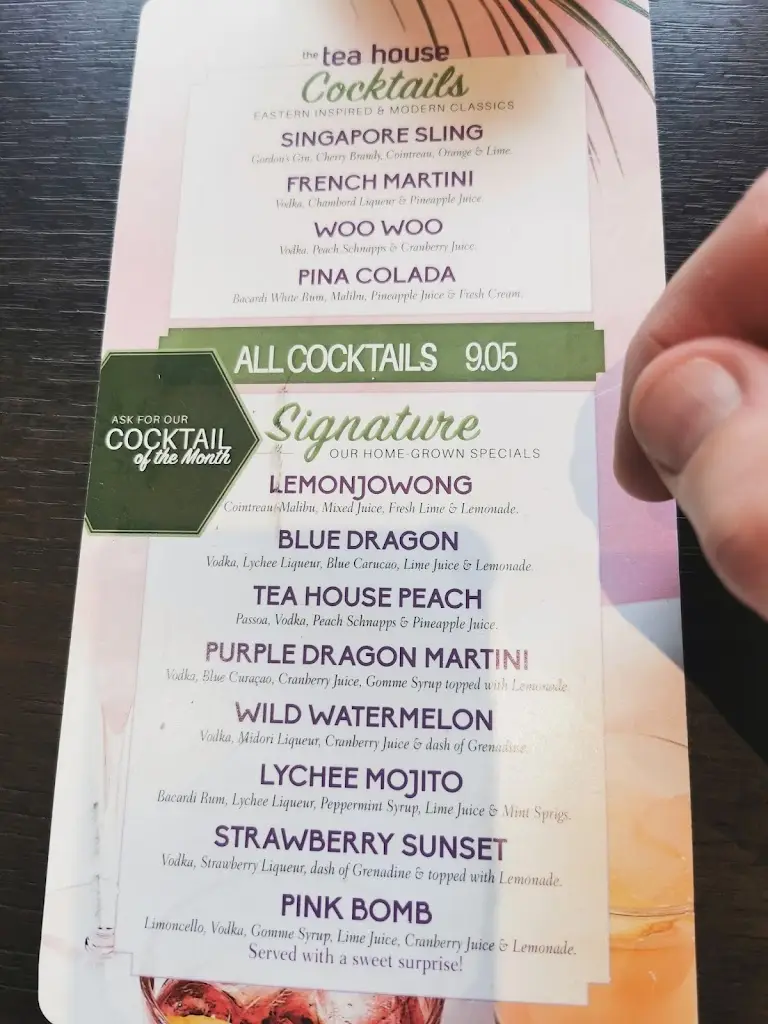 the tea house
Cocktails
EASTERN INSPIRED & MODERN CLASSICS
SINGAPORE SLING
Gordon's Gin, Cherry Brandy, Cointreau, Orange & Lime.
FRENCH MARTINI
Vodka, Chambord Liqueur & Pineapple Juice.
WOO WOO
Vodka, Peach Schnapps & Cranberry Juice.
PINA COLADA
Bacardi White Rum, Malibu, Pineapple Juice & Fresh Cream.
ALL COCKTAILS 9.05
ASK FOR OUR
COCKTAIL
of the Month
Signature
OUR HOME-GROWN SPECIALS
LEMONJOWONG
Cointreau, Malibu, Mixed Juice, Fresh Lime & Lemonade.
BLUE DRAGON
Vodka, Lychee Liqueur, Blue Carucao, Lime Juice & Lemonade.
TEA HOUSE PEACH
Passoa, Vodka, Peach Schnapps & Pineapple Juice.
PURPLE DRAGON MARTINI
Vodka, Blue Curaçao, Cranberry Juice, Gomme Syrup topped with Lemonade.
WILD WATERMELON
Vodka, Midori Liqueur, Cranberry Juice & dash of Grenadine.
LYCHEE MOJITO
Bacardi Rum, Lychee Liqueur, Peppermint Syrup, Lime Juice & Mint Sprigs.
STRAWBERRY SUNSET
Vodka, Strawberry Liqueur, dash of Grenadine & topped with Lemonade.
PINK BOMB
Limoncello, Vodka, Gomme Syrup, Lime Juice, Cranberry Juice & Lemonade.
Served with a sweet surprise!